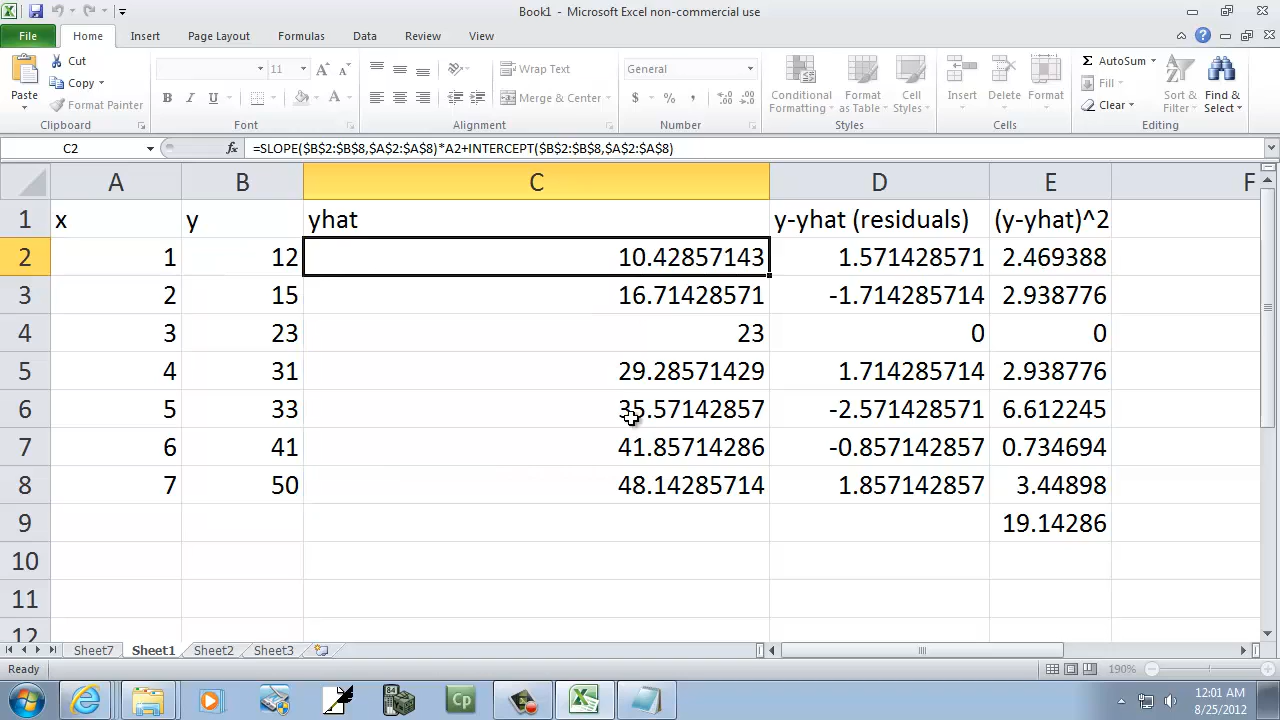 Book1 - Microsoft Excel non-commercial use
File Home Insert Page Layout Formulas Data Review View
Paste
Cut
Copy
Format Painter
Clipboard
11
Font
Wrap Text
Merge & Center
Alignment
General
$ % ,
Number
Conditional Formatting
Format as Table
Cell Styles
Styles
Insert Delete Format
Cells
AutoSum
Fill
Clear
Sort & Filter
Find & Select
Editing
C2 fx =SLOPE($B$2:$B$8,$A$2:$A$8)*A2+INTERCEPT($B$2:$B$8,$A$2:$A$8)
A B C D E F
1 x y yhat y-yhat (residuals) (y-yhat)^2
2 1 12 10.42857143 1.571428571 2.469388
3 2 15 16.71428571 -1.714285714 2.938776
4 3 23 23 0 0
5 4 31 29.28571429 1.714285714 2.938776
6 5 33 35.57142857 -2.571428571 6.612245
7 6 41 41.85714286 -0.857142857 0.734694
8 7 50 48.14285714 1.857142857 3.44898
9 19.14286
10
11
12
Sheet7 Sheet1 Sheet2 Sheet3
Ready 190%
Cp
12:01 AM
8/25/2012